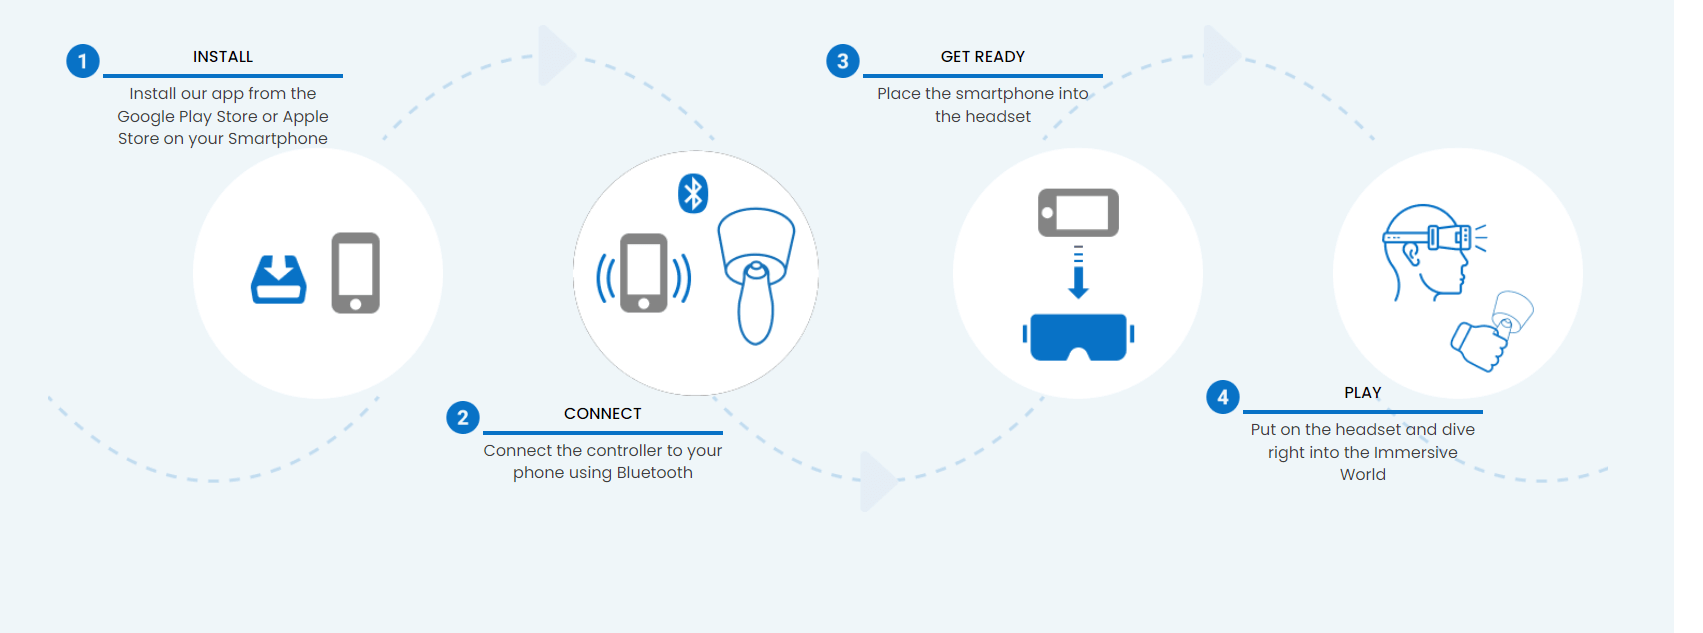 1
INSTALL
Install our app from the
Google Play Store or Apple
Store on your Smartphone
2
CONNECT
Connect the controller to your
phone using Bluetooth
3
GET READY
Place the smartphone into
the headset
4
PLAY
Put on the headset and dive
right into the Immersive
World